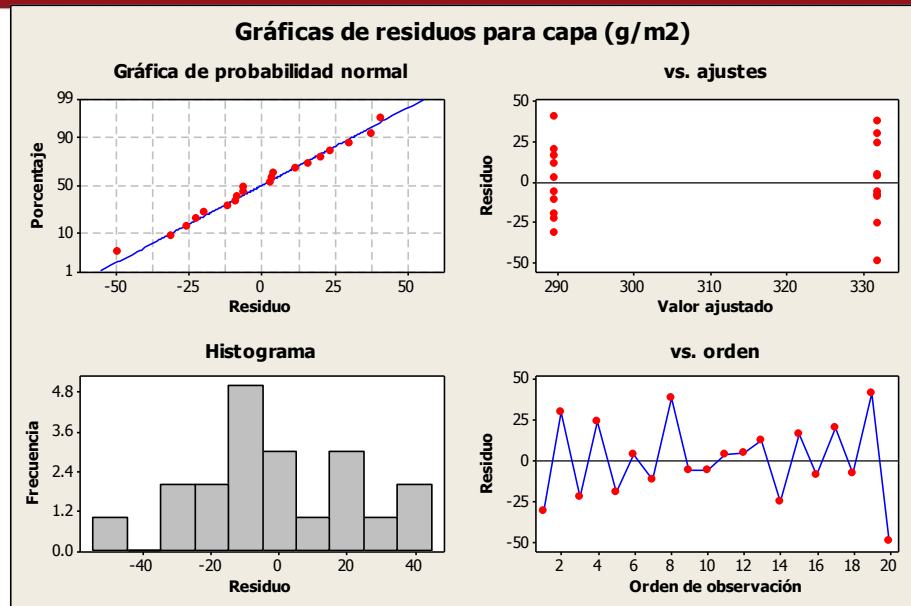 Gráficas de residuos para capa (g/m2)
Gráfica de probabilidad normal
99
90
50
10
1
Porcentaje
-50 -25 0 25 50
Residuo
vs. ajustes
50
25
0
-25
-50
Residuo
290 300 310 320 330
Valor ajustado
Histograma
4.8
3.6
2.4
1.2
0.0
Frecuencia
-40 -20 0 20 40
Residuo
vs. orden
50
25
0
-25
-50
Residuo
2 4 6 8 10 12 14 16 18 20
Orden de observación